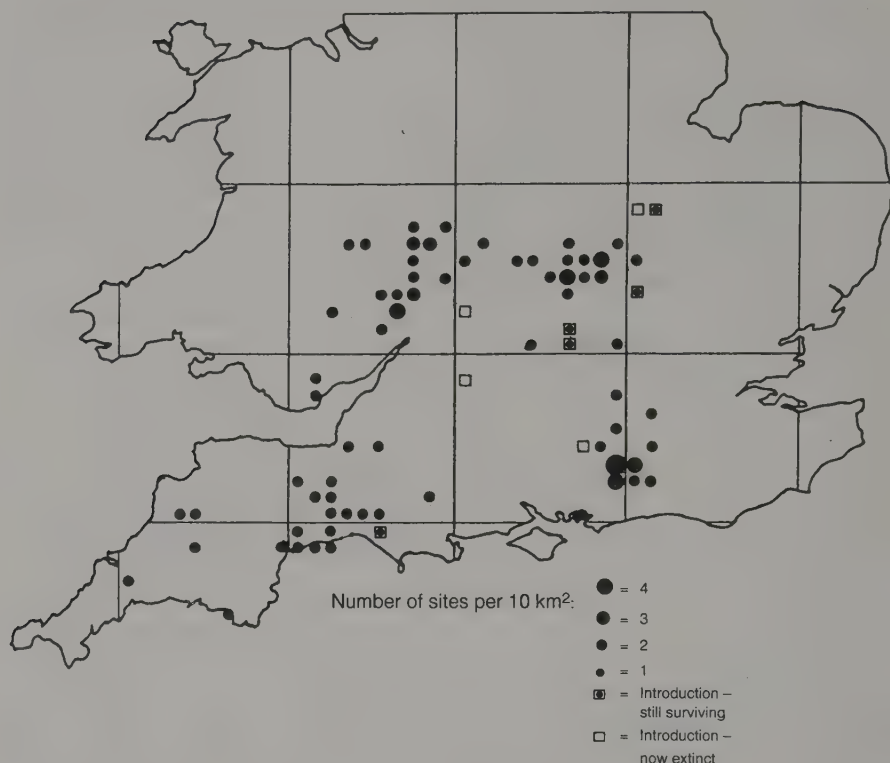 Number of sites per 10 km²:
= 4
= 3
= 2
= 1
= Introduction –
still surviving
= Introduction –
now extinct